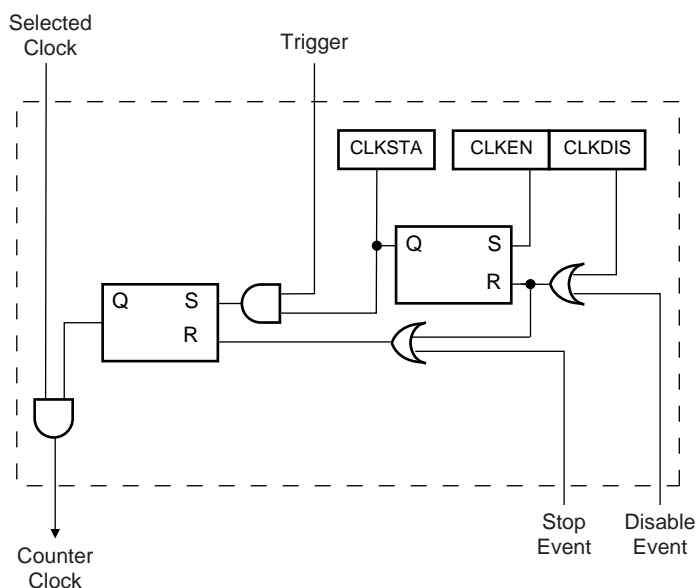 Selected
Clock
Trigger
CLKSTA
CLKEN
CLKDIS
Q
S
R
Q
S
R
Stop
Event
Disable
Event
Counter
Clock